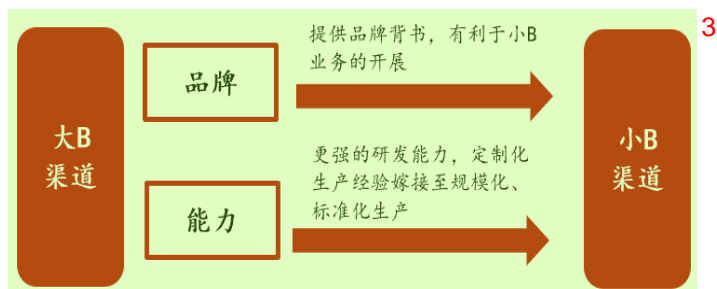 提供品牌背书，有利于小B
业务的开展
3
品牌
大B
渠道
小B
渠道
更强的研发能力，定制化
生产经验嫁接至规模化、
标准化生产
能力